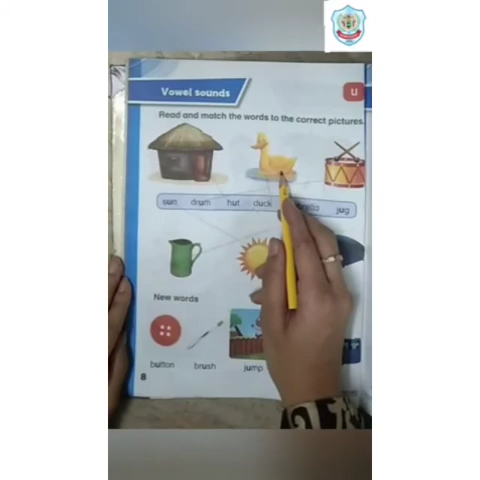 Vowel sounds
u
Read and match the words to the correct pictures.
sun drum hut duck jug
New words
button brush jump
8